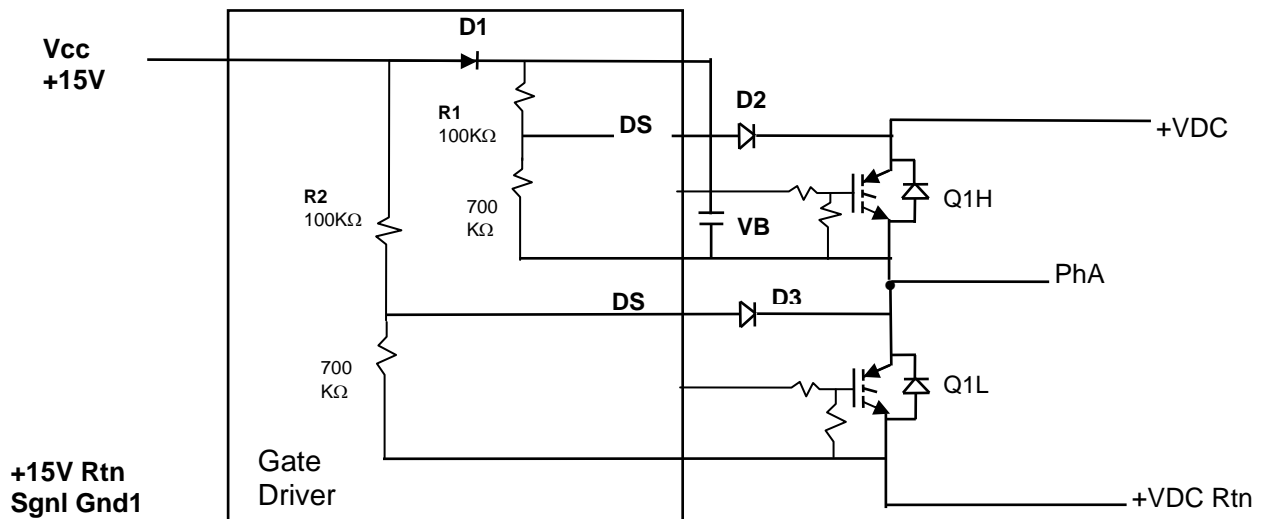 D1
Vcc
+15V
R1
100KΩ
DS
D2
+VDC
R2
100KΩ
700
KΩ
VB
Q1H
PhA
DS
D3
700
KΩ
Q1L
+15V Rtn
Sgnl Gnd1
Gate
Driver
+VDC Rtn